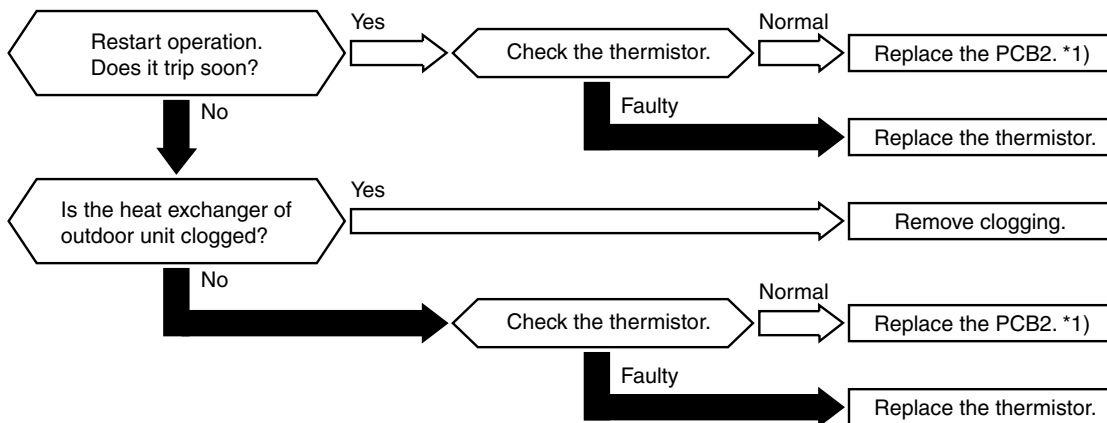 Restart operation.
Does it trip soon?
Yes
Check the thermistor.
Normal
Replace the PCB2. *1)
Faulty
Replace the thermistor.
No
Is the heat exchanger of
outdoor unit clogged?
Yes
Remove clogging.
No
Check the thermistor.
Normal
Replace the PCB2. *1)
Faulty
Replace the thermistor.